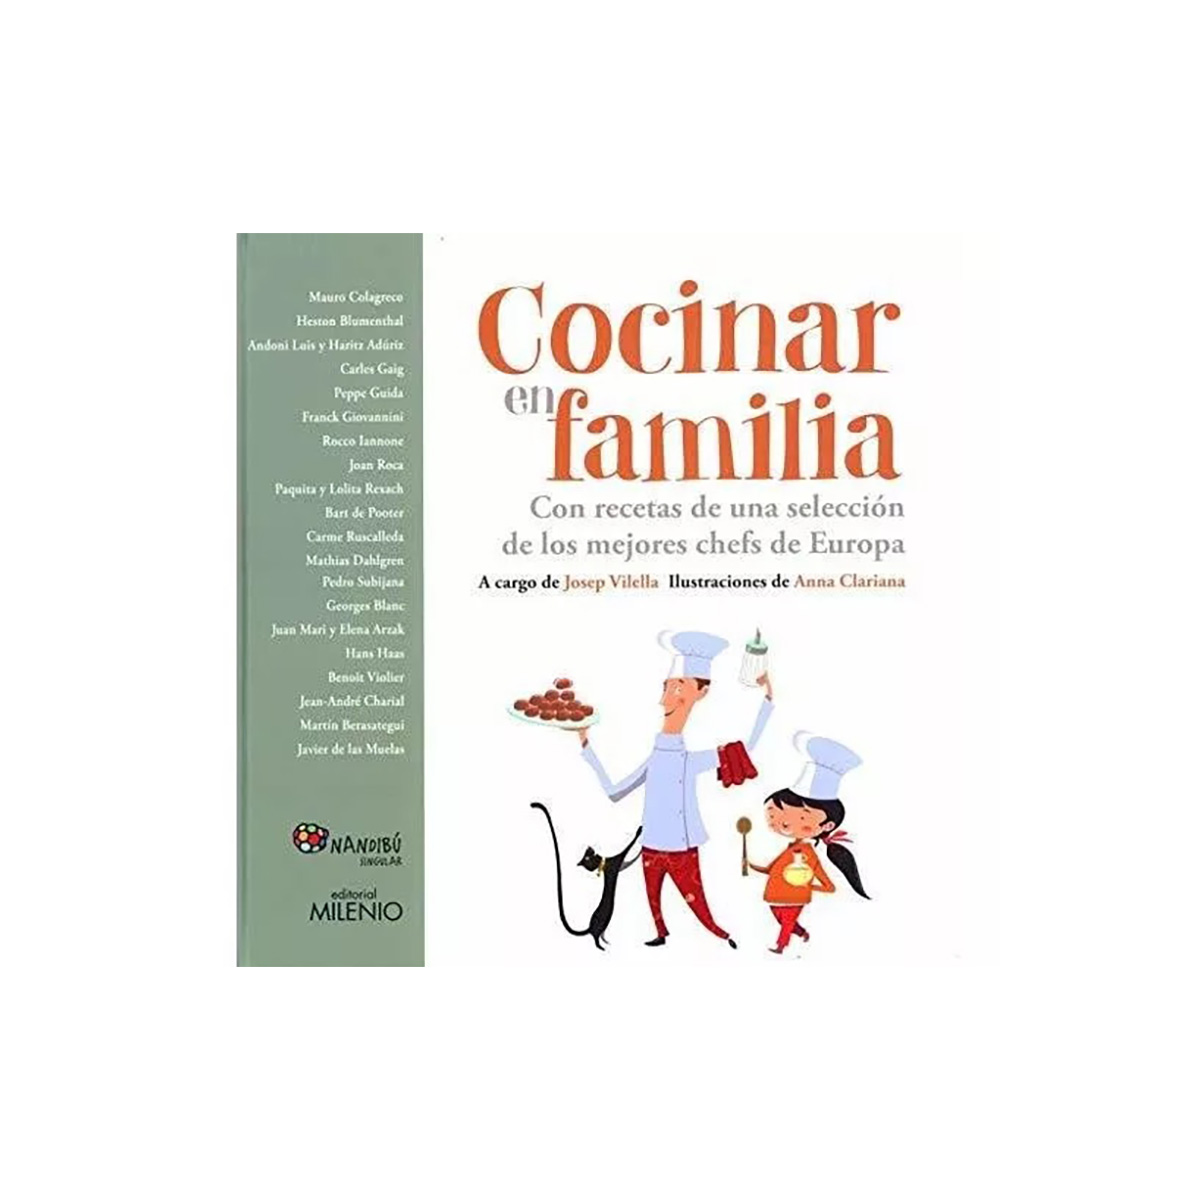 Mauro Colagreco
Heston Blumenthal
Andoni Luis y Haritz Adúriz
Carles Gaig
Peppe Guida
Franck Giovannini
Rocco Iannone
Joan Roca
Paquita y Lolita Rexach
Bart de Pooter
Carme Ruscalleda
Mathias Dahlgren
Pedro Subijana
Georges Blanc
Juan Mari y Elena Arzak
Hans Haas
Benoît Violier
Jean-André Charial
Martín Berasategui
Javier de las Muelas
NANDIBÚ
SINGULAR
editorial
MILENIO
Cocinar
en familia
Con recetas de una selección
de los mejores chefs de Europa
A cargo de Josep Vilella Ilustraciones de Anna Clariana